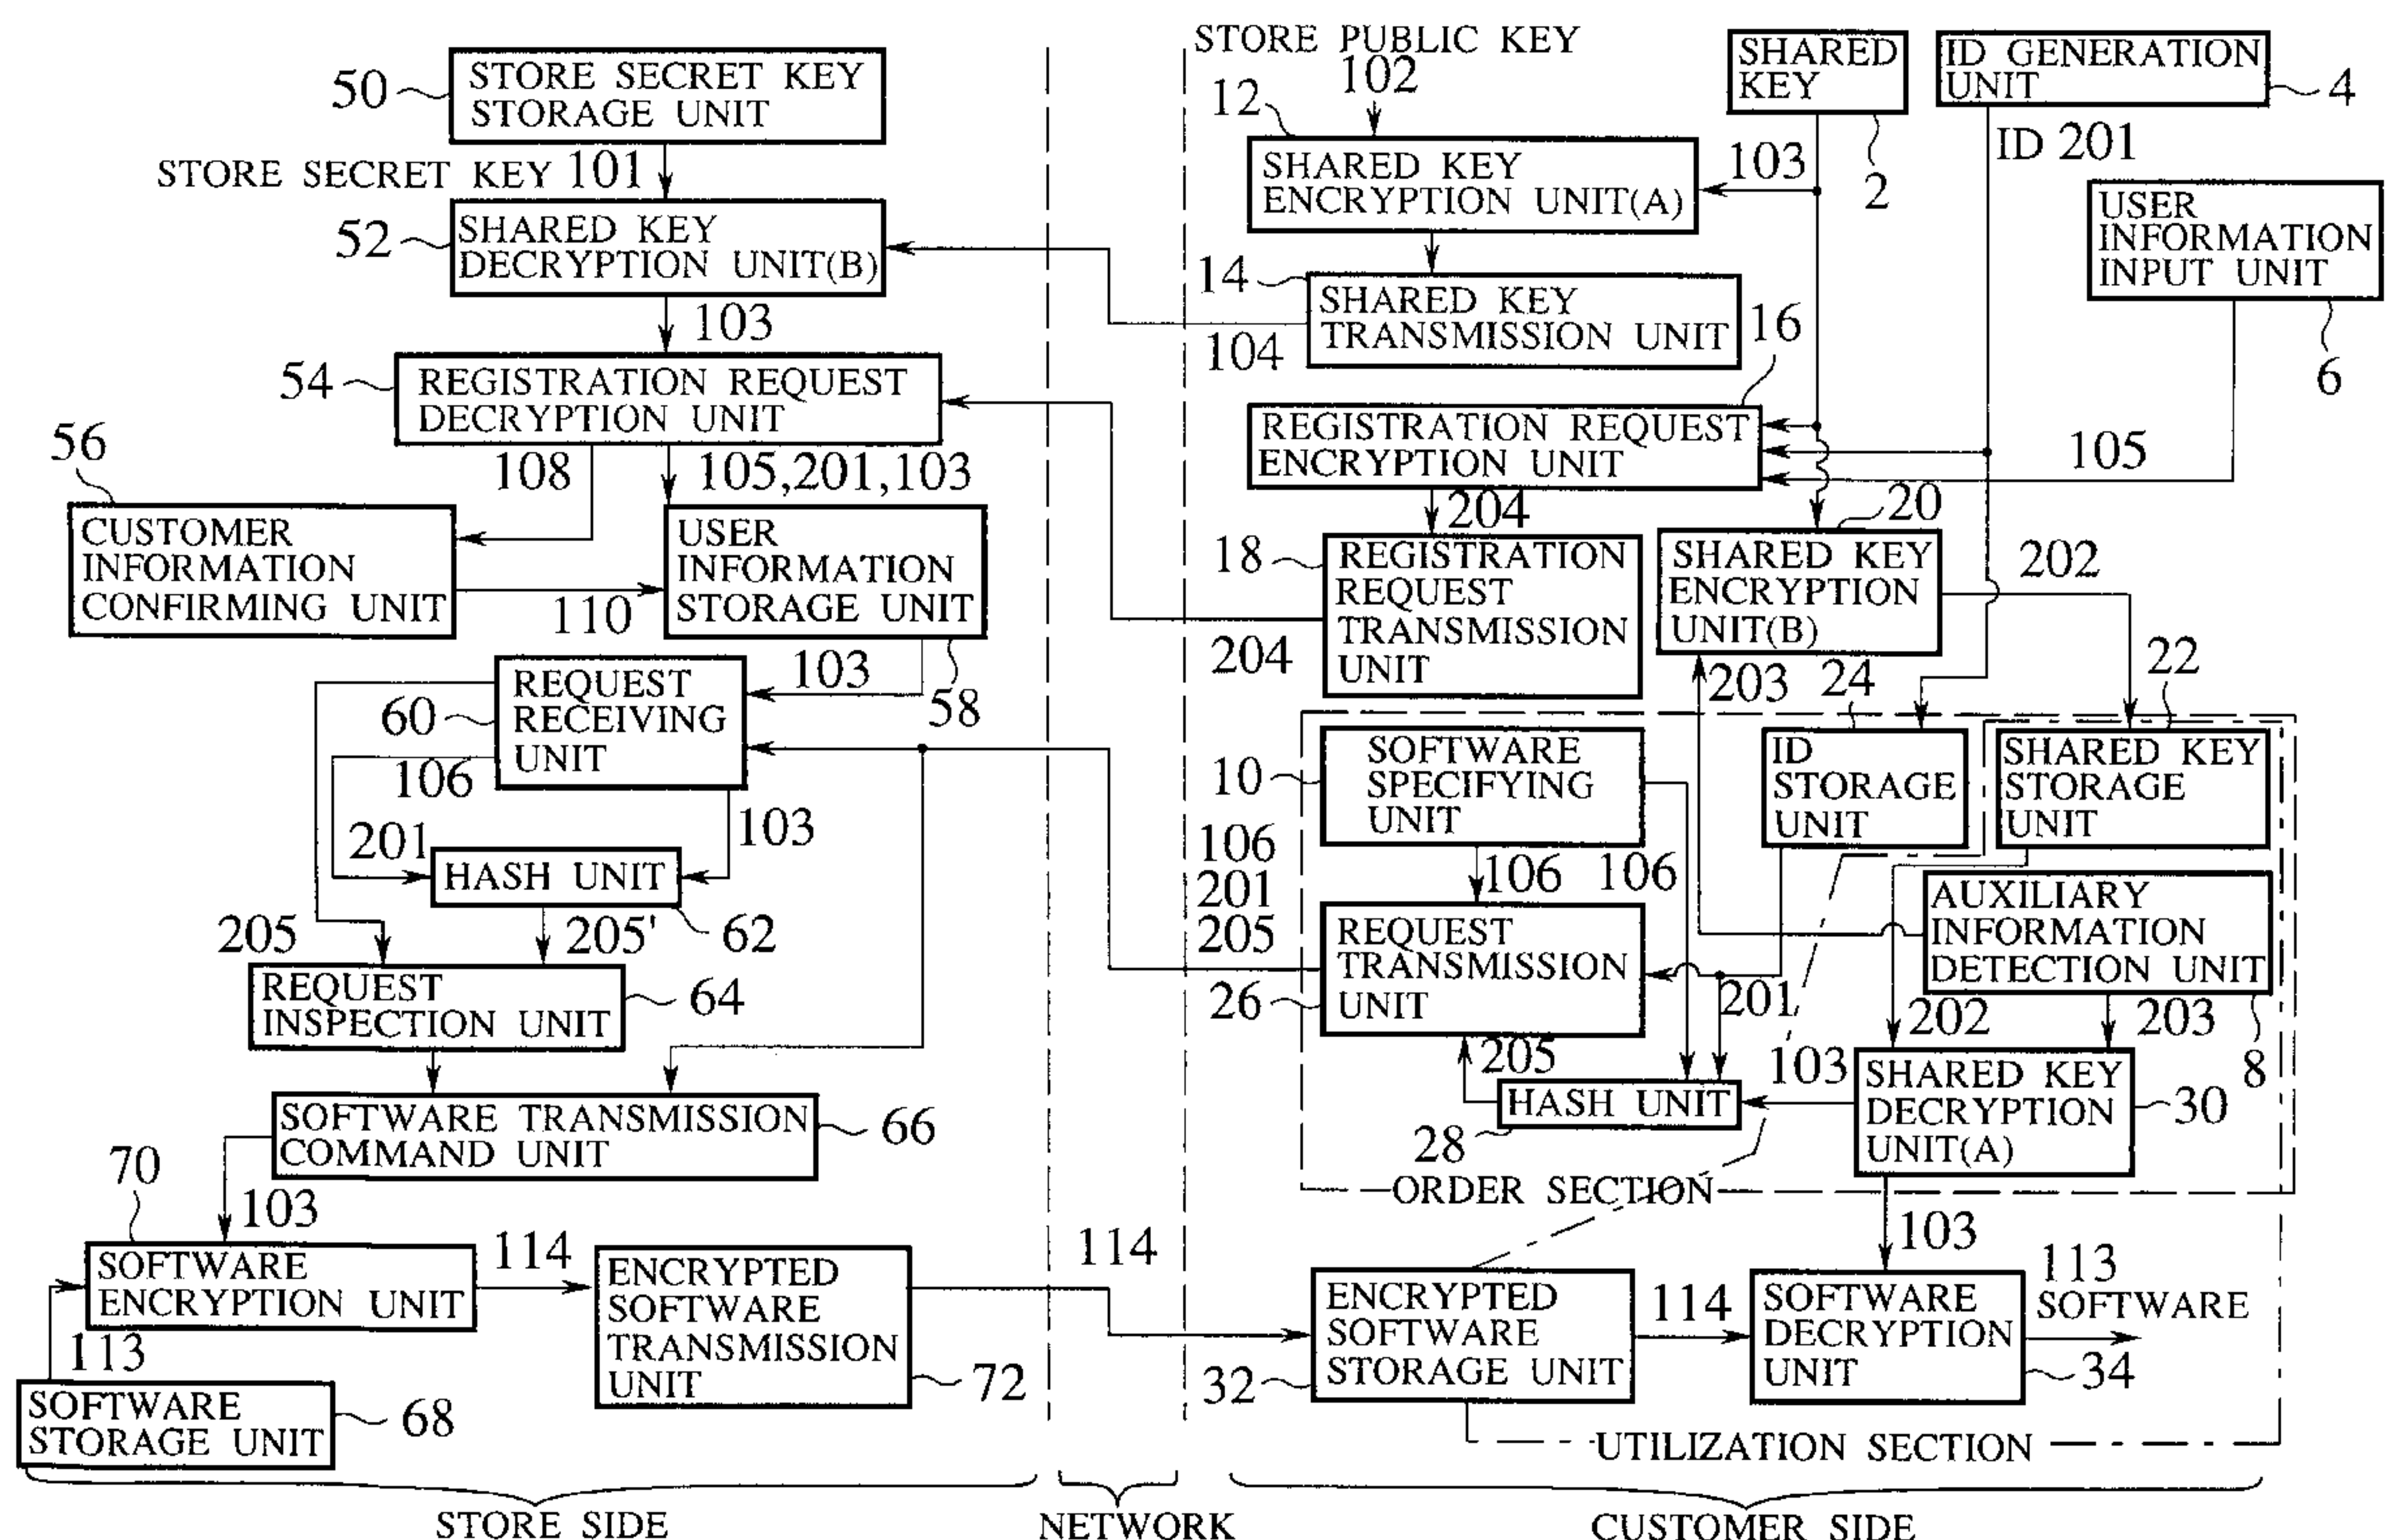 STORE SECRET KEY
STORAGE UNIT
50
STORE SECRET KEY 101
SHARED KEY
DECRYPTION UNIT(B)
52
103
REGISTRATION REQUEST
DECRYPTION UNIT
54
108
105,201,103
56
CUSTOMER
INFORMATION
CONFIRMING UNIT
110
USER
INFORMATION
STORAGE UNIT
58
103
REQUEST
RECEIVING
UNIT
60
106
201
103
HASH UNIT
62
205
205'
REQUEST
INSPECTION UNIT
64
SOFTWARE TRANSMISSION
COMMAND UNIT
66
70
103
SOFTWARE
ENCRYPTION UNIT
114
113
SOFTWARE
STORAGE UNIT
68
ENCRYPTED
SOFTWARE
TRANSMISSION
UNIT
72
STORE SIDE
114
NETWORK
STORE PUBLIC KEY
102
12
SHARED KEY
ENCRYPTION UNIT(A)
103
SHARED
KEY
2
ID GENERATION
UNIT
4
ID 201
USER
INFORMATION
INPUT UNIT
6
14
SHARED KEY
TRANSMISSION UNIT
104
16
REGISTRATION REQUEST
ENCRYPTION UNIT
105
204
18
REGISTRATION
REQUEST
TRANSMISSION
UNIT
204
20
SHARED KEY
ENCRYPTION
UNIT(B)
202
203
24
22
10
SOFTWARE
SPECIFYING
UNIT
ID
STORAGE
UNIT
SHARED KEY
STORAGE
UNIT
106
201
205
106
106
REQUEST
TRANSMISSION
UNIT
26
201
AUXILIARY
INFORMATION
DETECTION UNIT
8
202
203
205
HASH UNIT
28
103
SHARED KEY
DECRYPTION
UNIT(A)
30
ORDER SECTION
103
ENCRYPTED
SOFTWARE
STORAGE UNIT
32
114
SOFTWARE
DECRYPTION
UNIT
34
113
SOFTWARE
UTILIZATION SECTION
CUSTOMER SIDE